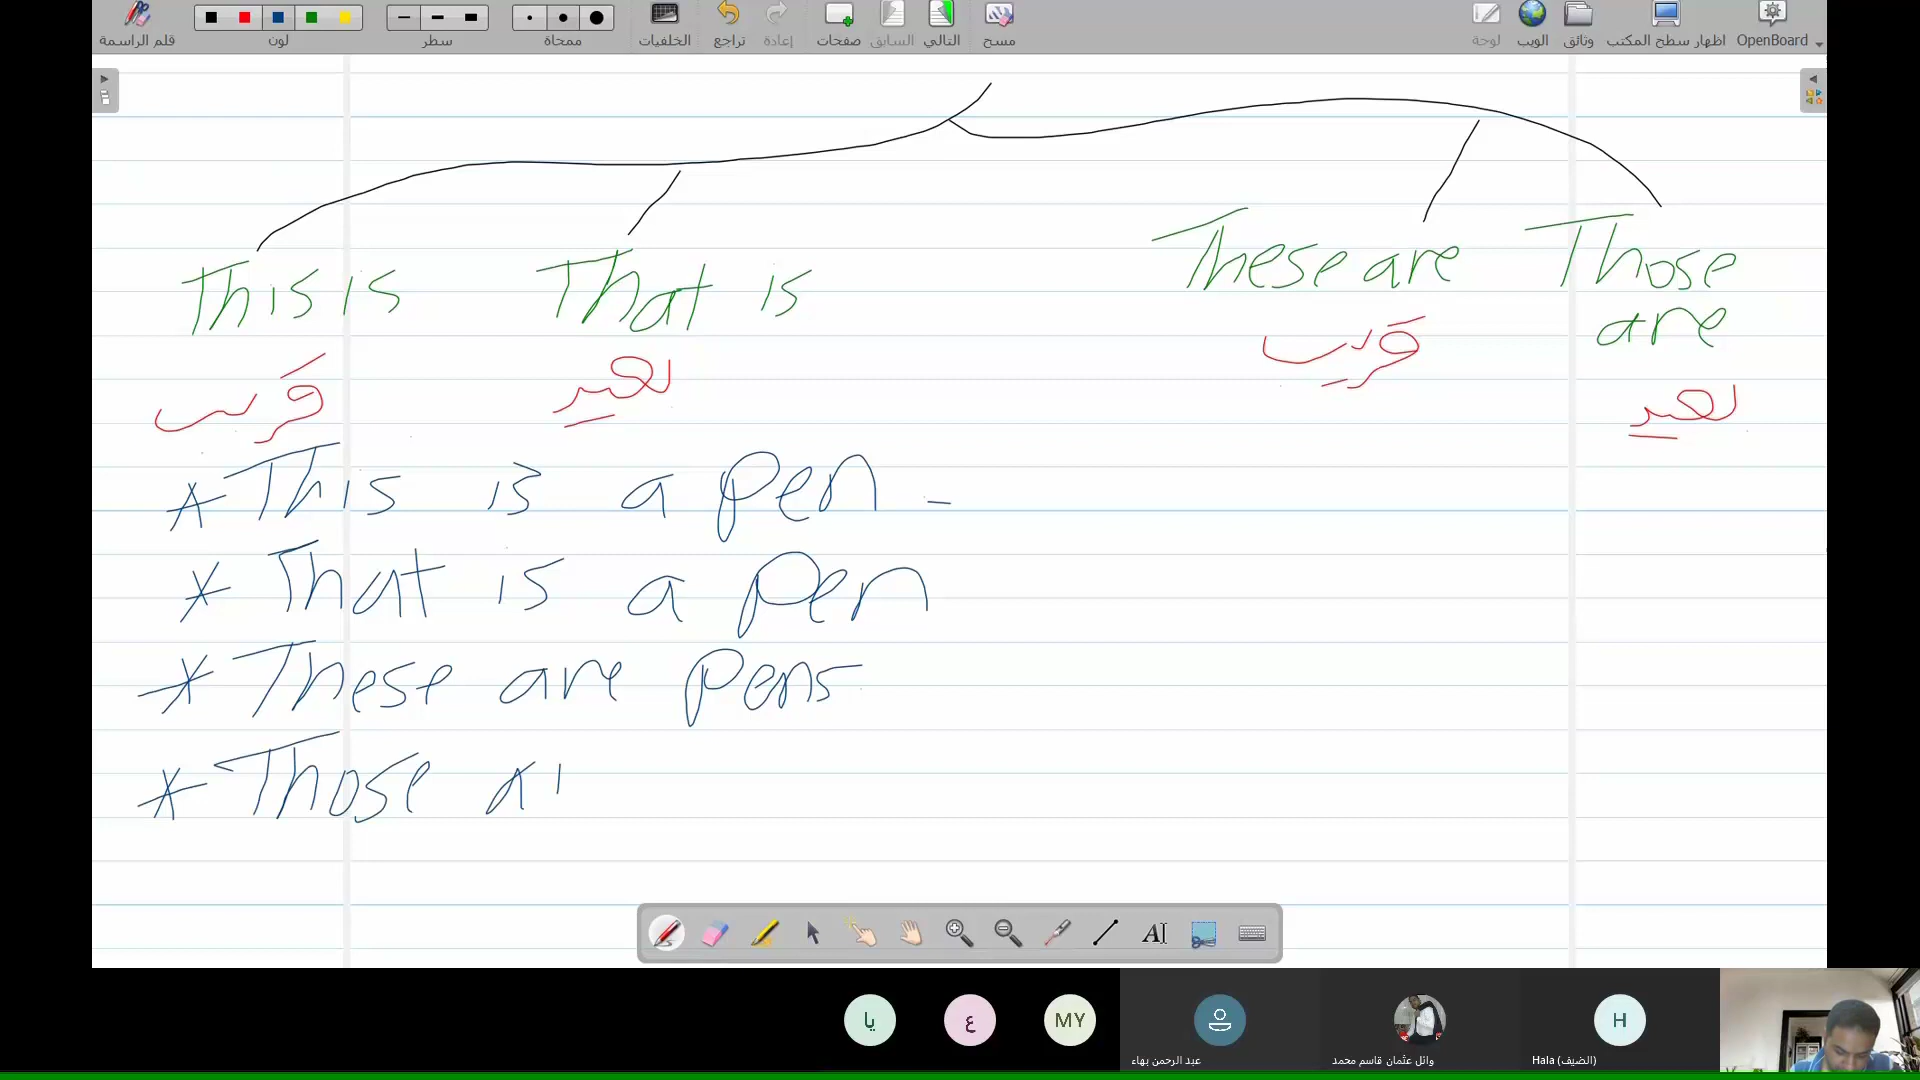 قلم الراسمة لون سطر ممحاة الخلفيات تراجع إعادة صفحات السابق التالي مسح لوحة الويب وثائق اظهار سطح المكتب OpenBoard
This is That is These are Those
are
قريب بعيد قريب بعيد
* This is a pen -
* That is a pen
* These are pens
* Those ar
يا ع MY H
عبد الرحمن بهاء وائل عثمان قاسم محمد Hala (الضيف)